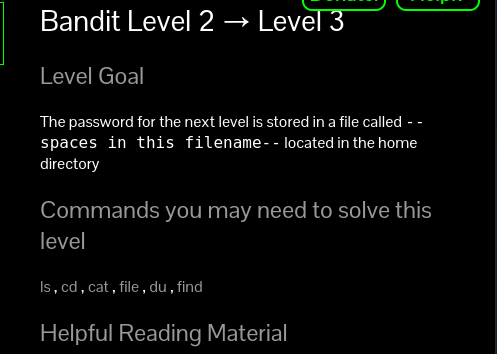 Bandit Level 2 → Level 3
Level Goal
The password for the next level is stored in a file called --
spaces in this filename-- located in the home
directory
Commands you may need to solve this
level
ls , cd , cat , file , du , find
Helpful Reading Material